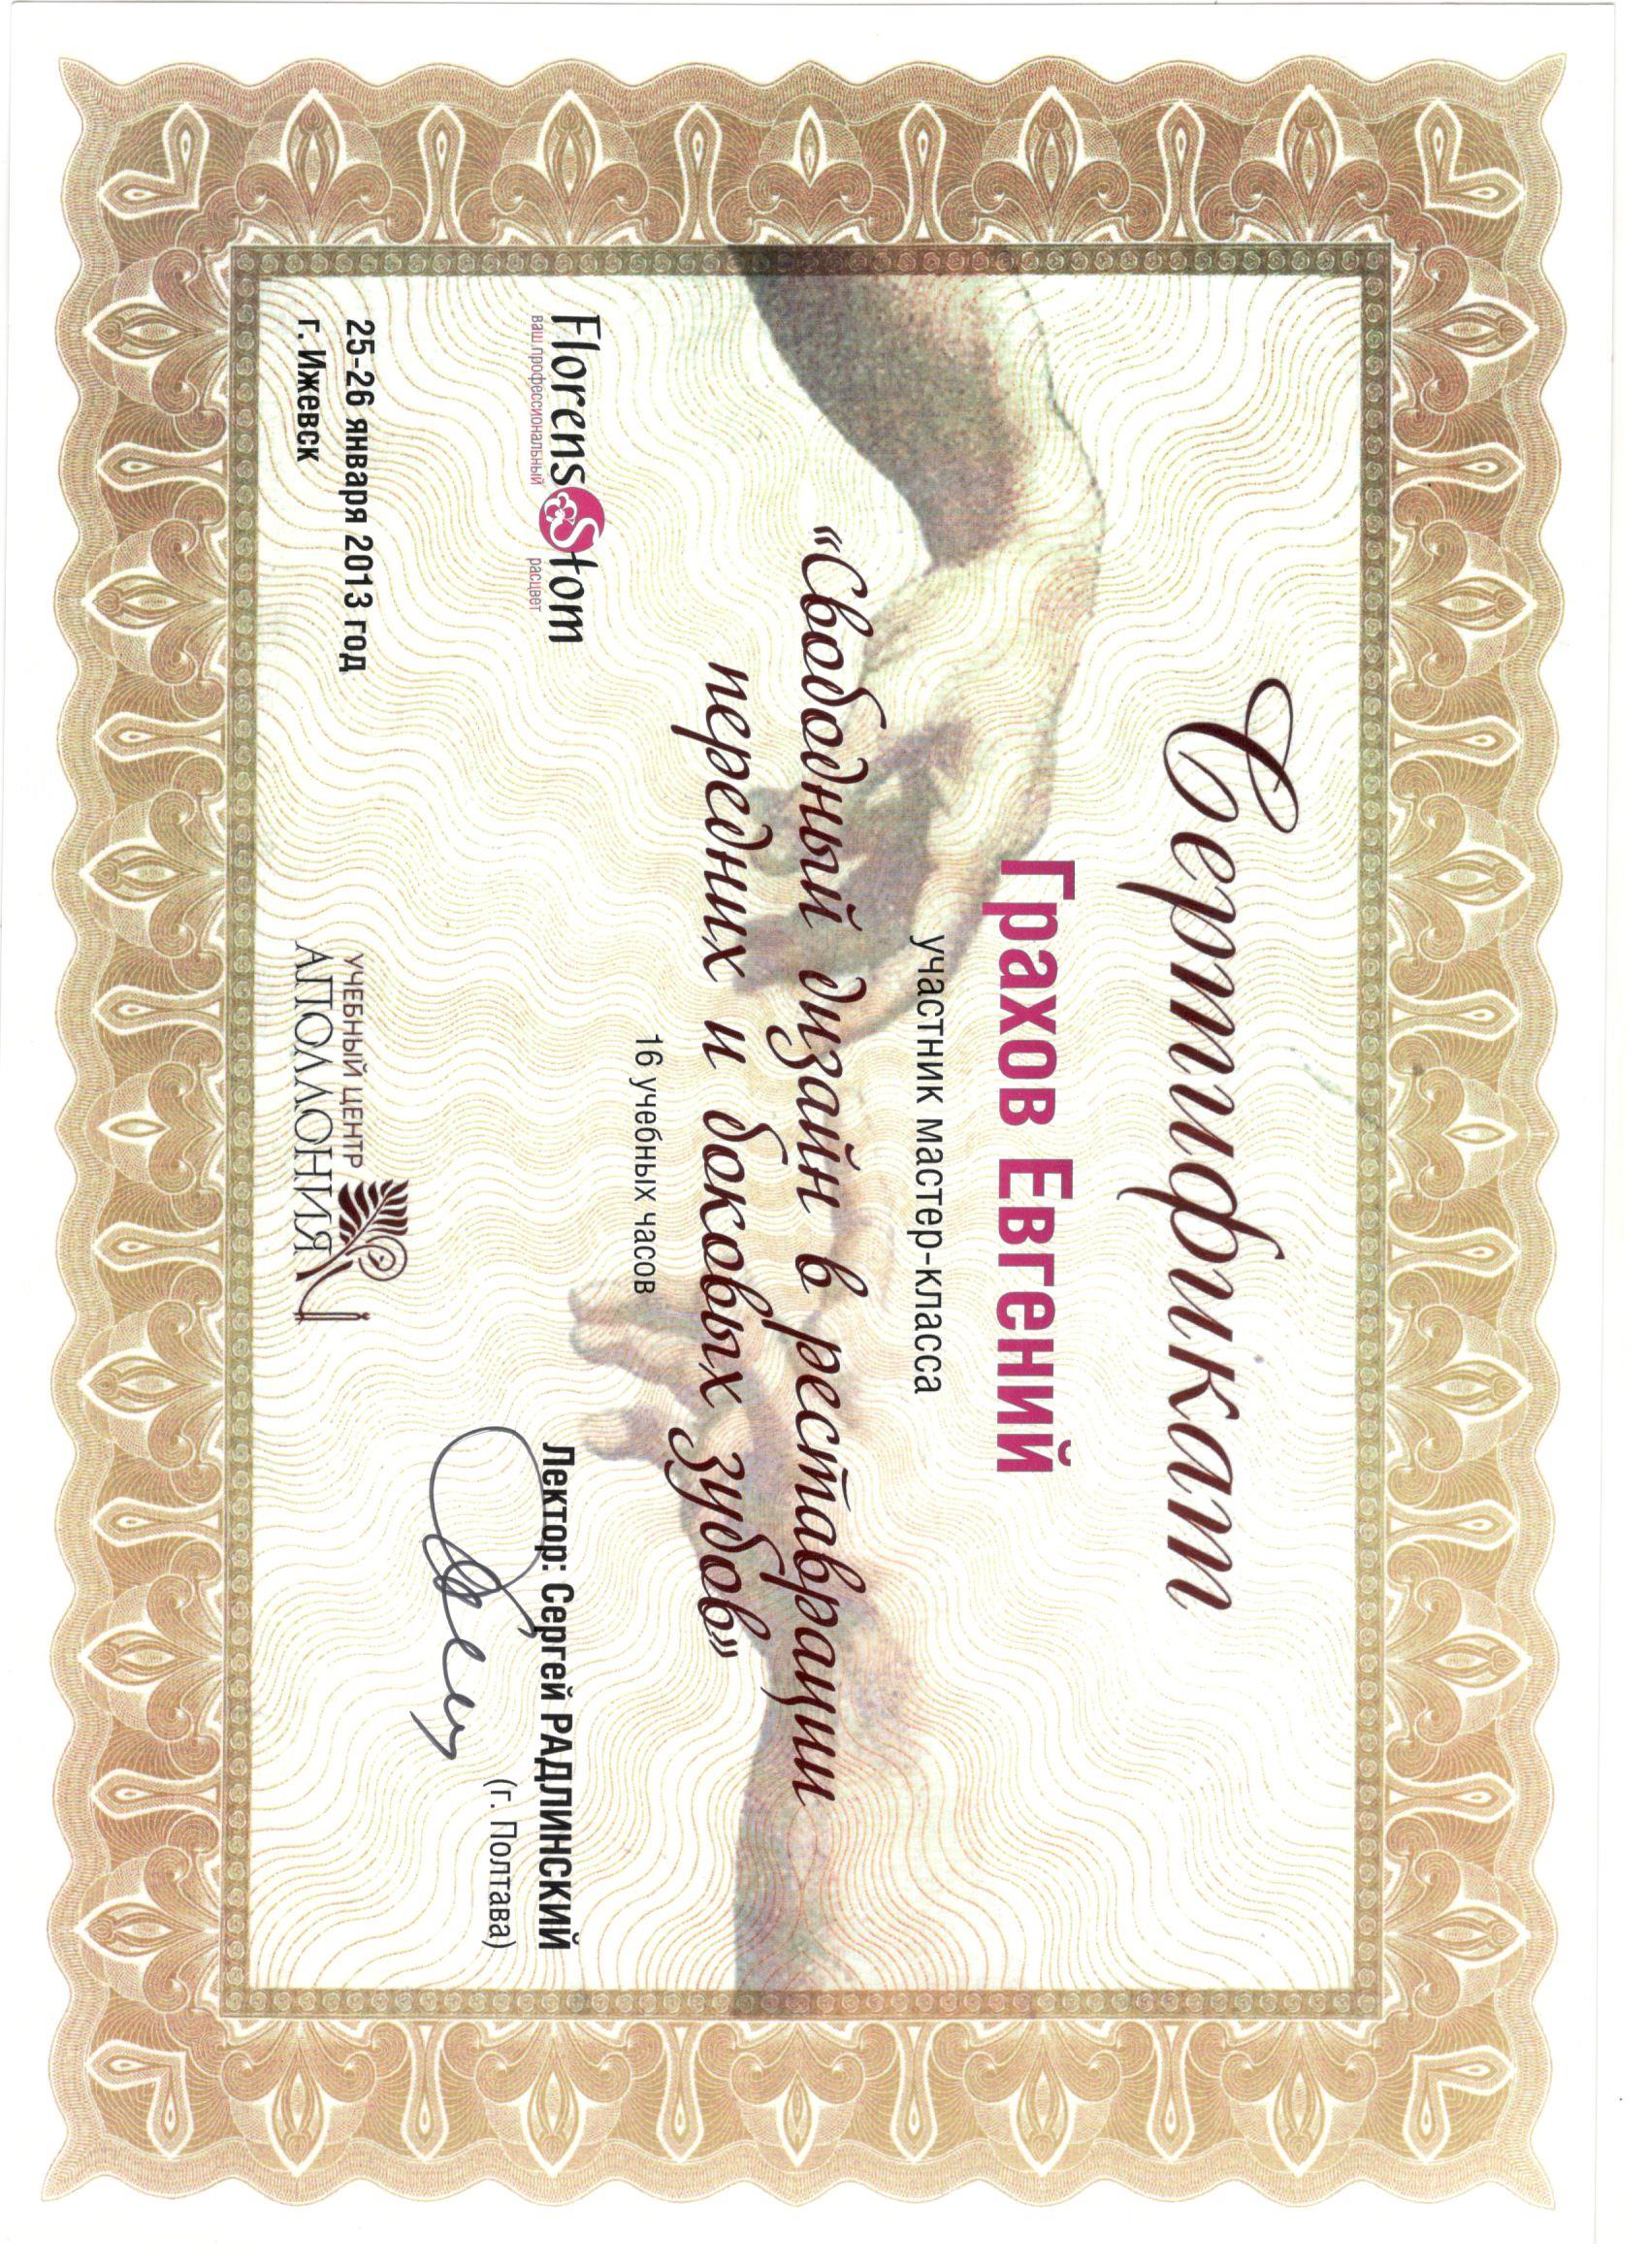 Сертификат
Грахов Евгений
участник мастер-класса
«Свободный дизайн в реставрации
передних и боковых зубов»
16 учебных часов
FlorenStom
ваш профессиональный расцвет
Лектор: Сергей РАДЛИНСКИЙ
(г. Полтава)
25-26 января 2013 год
г. Ижевск
УЧЕБНЫЙ ЦЕНТР
АПОЛЛОНИЯ